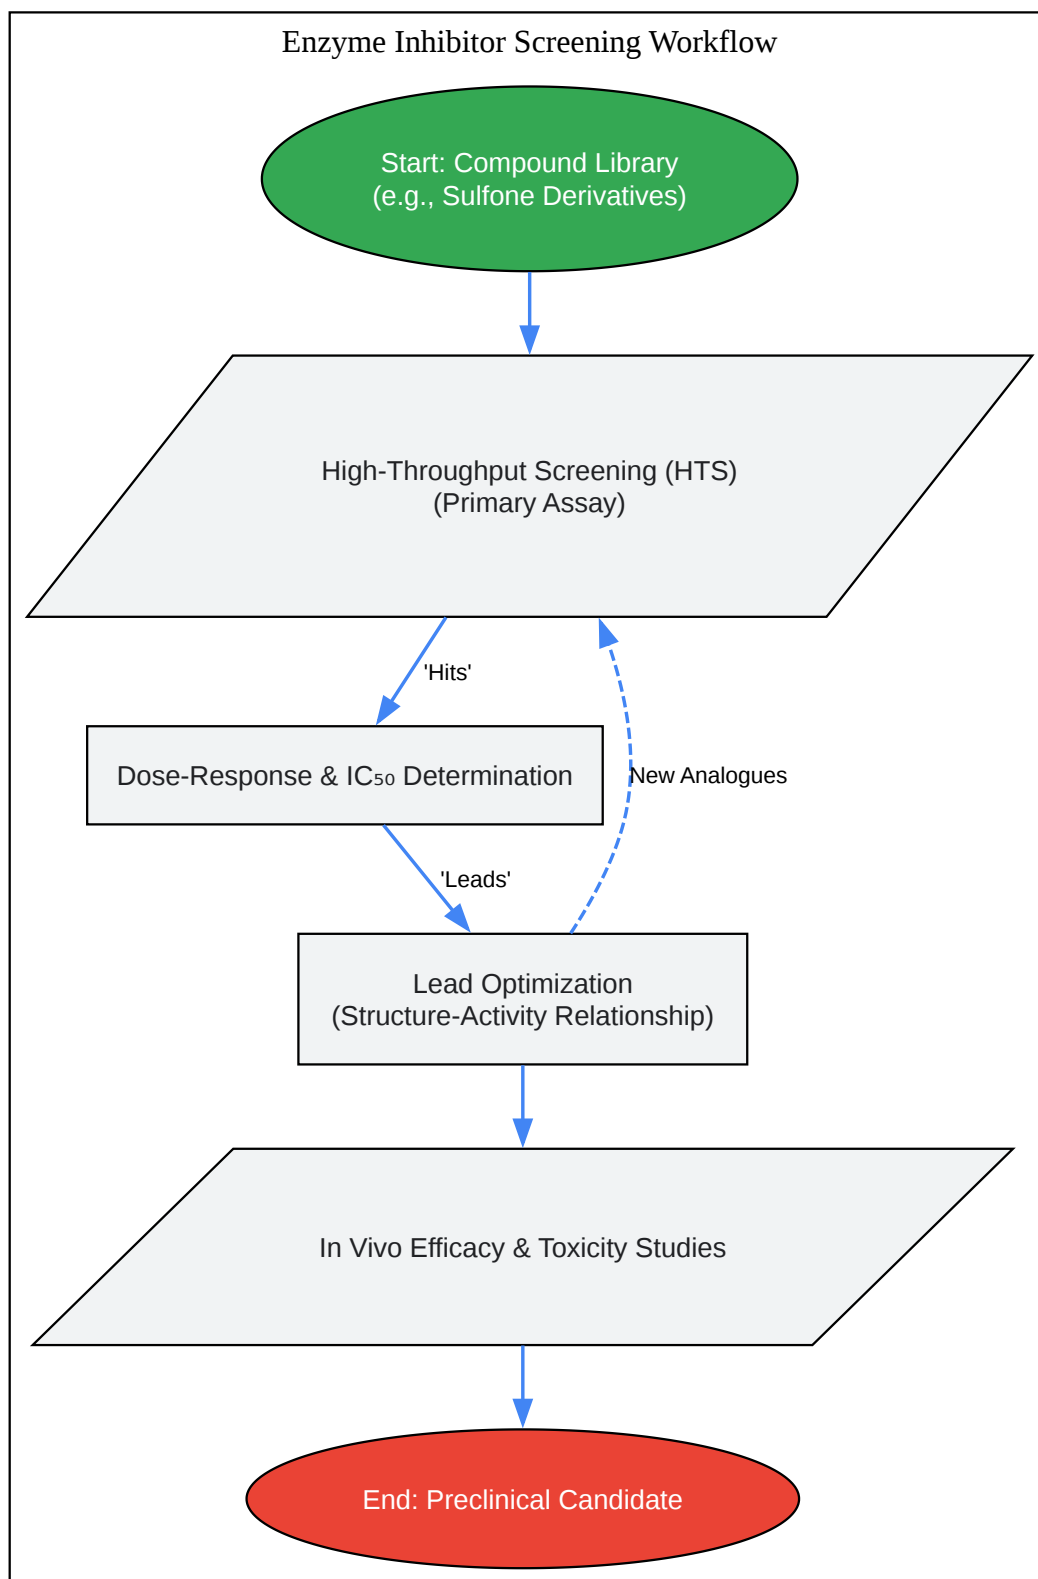 Enzyme Inhibitor Screening Workflow
Start: Compound Library
(e.g., Sulfone Derivatives)
High-Throughput Screening (HTS)
(Primary Assay)
'Hits'
Dose-Response & IC₅₀ Determination
New Analogues
'Leads'
Lead Optimization
(Structure-Activity Relationship)
In Vivo Efficacy & Toxicity Studies
End: Preclinical Candidate